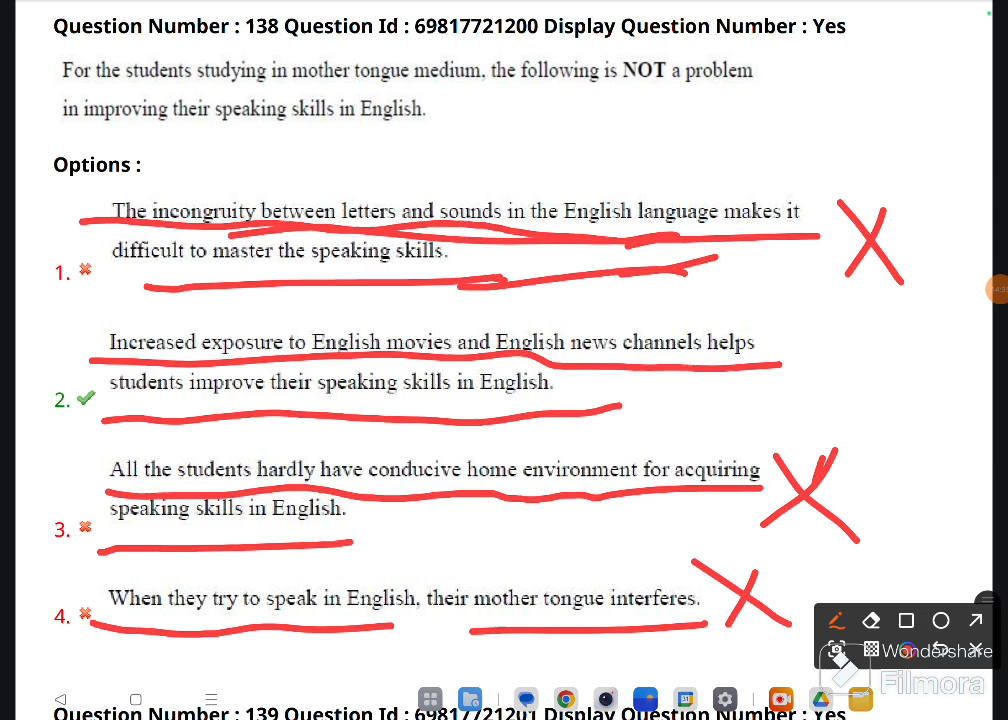 Question Number : 138 Question Id : 69817721200 Display Question Number : Yes
For the students studying in mother tongue medium, the following is NOT a problem
in improving their speaking skills in English.
Options :
The incongruity between letters and sounds in the English language makes it
difficult to master the speaking skills.
1.
Increased exposure to English movies and English news channels helps
students improve their speaking skills in English.
2.
All the students hardly have conducive home environment for acquiring
speaking skills in English.
3.
When they try to speak in English, their mother tongue interferes.
4.
Wondershare
Filmora
Question Number : 139 Question Id : 69817721201 Display Question Number : Yes